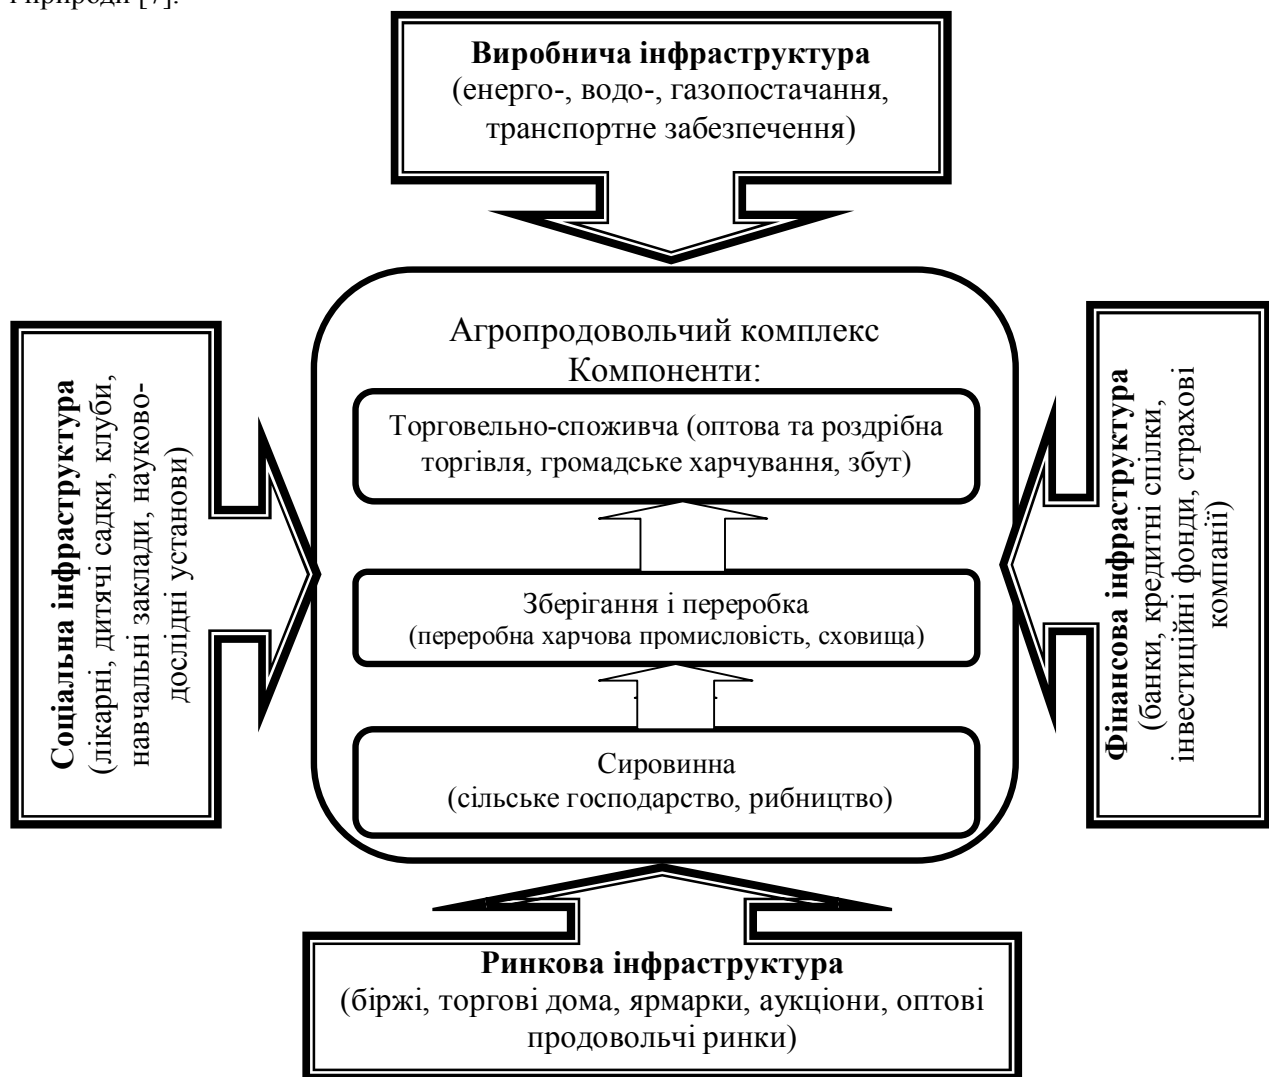 і природи [7].
Виробнича інфраструктура
(енерго-, водо-, газопостачання,
транспортне забезпечення)
Соціальна інфраструктура
(лікарні, дитячі садки, клуби,
навчальні заклади, науково-
дослідні установи)
Агропродовольчий комплекс
Компоненти:
Торговельно-споживча (оптова та роздрібна
торгівля, громадське харчування, збут)
Зберігання і переробка
(переробна харчова промисловість, сховища)
Сировинна
(сільське господарство, рибництво)
Фінансова інфраструктура
(банки, кредитні спілки,
інвестиційні фонди, страхові
компанії)
Ринкова інфраструктура
(біржі, торгові дома, ярмарки, аукціони, оптові
продовольчі ринки)